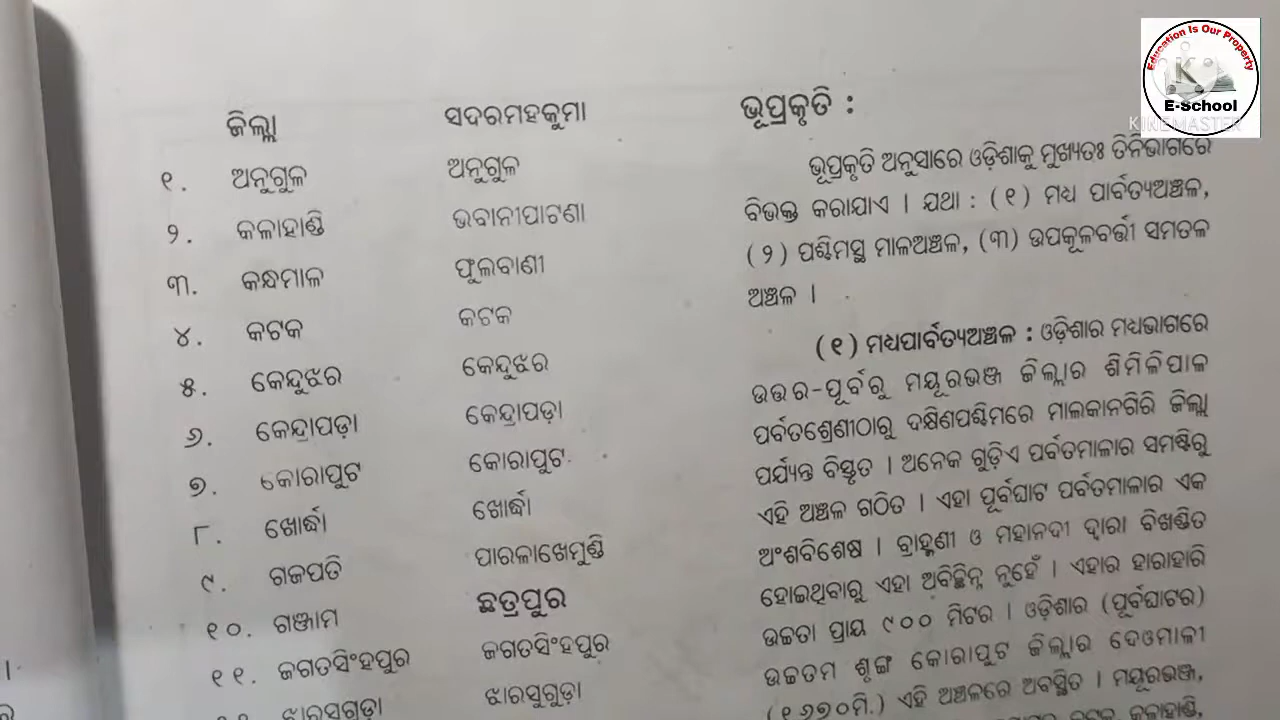 ଜିଲ୍ଲା ସଦରମହକୁମା
୧. ଅନୁଗୁଳ ଅନୁଗୁଳ
୨. କଳାହାଣ୍ଡି ଭବାନୀପାଟଣା
୩. କନ୍ଧମାଳ ଫୁଲବାଣୀ
୪. କଟକ କଟକ
୫. କେନ୍ଦୁଝର କେନ୍ଦୁଝର
୬. କେନ୍ଦ୍ରାପଡ଼ା କେନ୍ଦ୍ରାପଡ଼ା
୭. କୋରାପୁଟ କୋରାପୁଟ
୮. ଖୋର୍ଦ୍ଧା ଖୋର୍ଦ୍ଧା
୯. ଗଜପତି ପାରଳାଖେମୁଣ୍ଡି
୧୦. ଗଞ୍ଜାମ ଛତ୍ରପୁର
୧୧. ଜଗତସିଂହପୁର ଜଗତସିଂହପୁର
ଝାରସୁଗୁଡ଼ା ଝାରସୁଗୁଡ଼ା
ଭୂପ୍ରକୃତି :
ଭୂପ୍ରକୃତି ଅନୁସାରେ ଓଡ଼ିଶାକୁ ମୁଖ୍ୟତଃ ତିନିଭାଗରେ
ବିଭକ୍ତ କରାଯାଏ । ଯଥା : (୧) ମଧ୍ୟ ପାର୍ବତ୍ୟଅଞ୍ଚଳ,
(୨) ପଶ୍ଚିମସ୍ଥ ମାଳଅଞ୍ଚଳ, (୩) ଉପକୂଳବର୍ତ୍ତୀ ସମତଳ
ଅଞ୍ଚଳ ।
(୧) ମଧ୍ୟପାର୍ବତ୍ୟଅଞ୍ଚଳ : ଓଡ଼ିଶାର ମଧ୍ୟଭାଗରେ
ଉତ୍ତର-ପୂର୍ବରୁ ମୟୂରଭଞ୍ଜ ଜିଲ୍ଲାର ଶିମିଳିପାଳ
ପର୍ବତଶ୍ରେଣୀଠାରୁ ଦକ୍ଷିଣପଶ୍ଚିମରେ ମାଲକାନଗିରି ଜିଲ୍ଲା
ପର୍ଯ୍ୟନ୍ତ ବିସ୍ତୃତ । ଅନେକ ଗୁଡ଼ିଏ ପର୍ବତମାଳାର ସମଷ୍ଟିରୁ
ଏହି ଅଞ୍ଚଳ ଗଠିତ । ଏହା ପୂର୍ବଘାଟ ପର୍ବତମାଳାର ଏକ
ଅଂଶବିଶେଷ । ବ୍ରାହ୍ମଣୀ ଓ ମହାନଦୀ ଦ୍ୱାରା ବିଖଣ୍ଡିତ
ହୋଇଥିବାରୁ ଏହା ଅବିଚ୍ଛିନ୍ନ ନୁହେଁ । ଏହାର ହାରାହାରି
ଉଚ୍ଚତା ପ୍ରାୟ ୯୦୦ ମିଟର । ଓଡ଼ିଶାର (ପୂର୍ବଘାଟର)
ଉଚ୍ଚତମ ଶୃଙ୍ଗ କୋରାପୁଟ ଜିଲ୍ଲାର ଦେଓମାଳୀ
(୧୬୭୦ମି.) ଏହି ଅଞ୍ଚଳରେ ଅବସ୍ଥିତ । ମୟୂରଭଞ୍ଜ,
କଟକ କଳାହାଣ୍ଡି,
Education Is Our Property
K
E-School
KINEMASTER